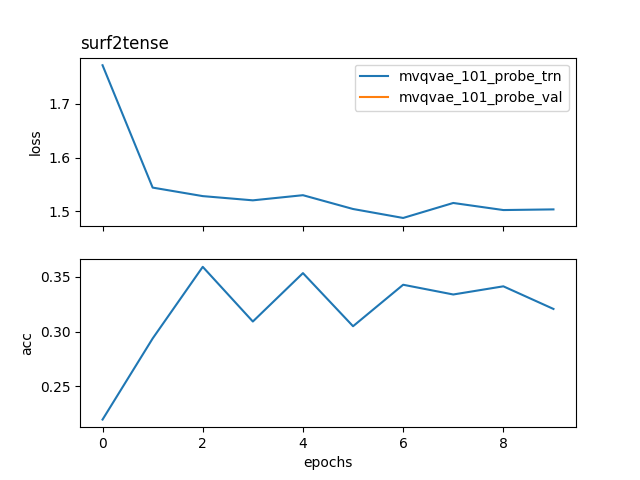 surf2tense
mvqvae_101_probe_trn
mvqvae_101_probe_val
1.7
1.6
1.5
loss
0.35
0.30
0.25
acc
0 2 4 6 8
epochs